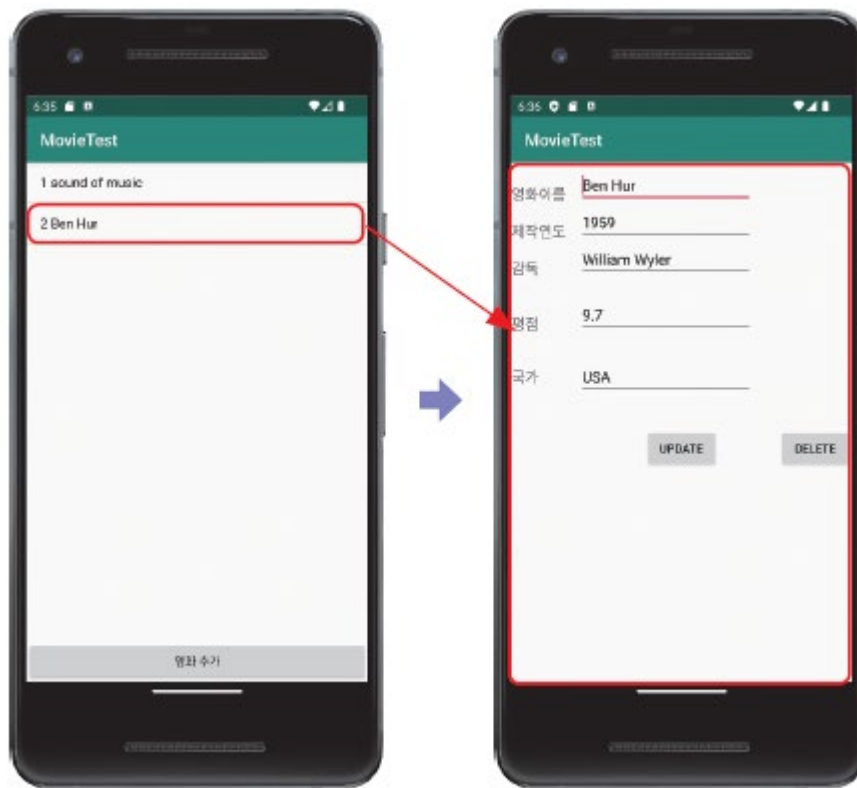 6:35
MovieTest
1 sound of music
2 Ben Hur
영화 추가
6:36
MovieTest
영화이름 Ben Hur
제작연도 1959
감독 William Wyler
평점 9.7
국가 USA
UPDATE DELETE